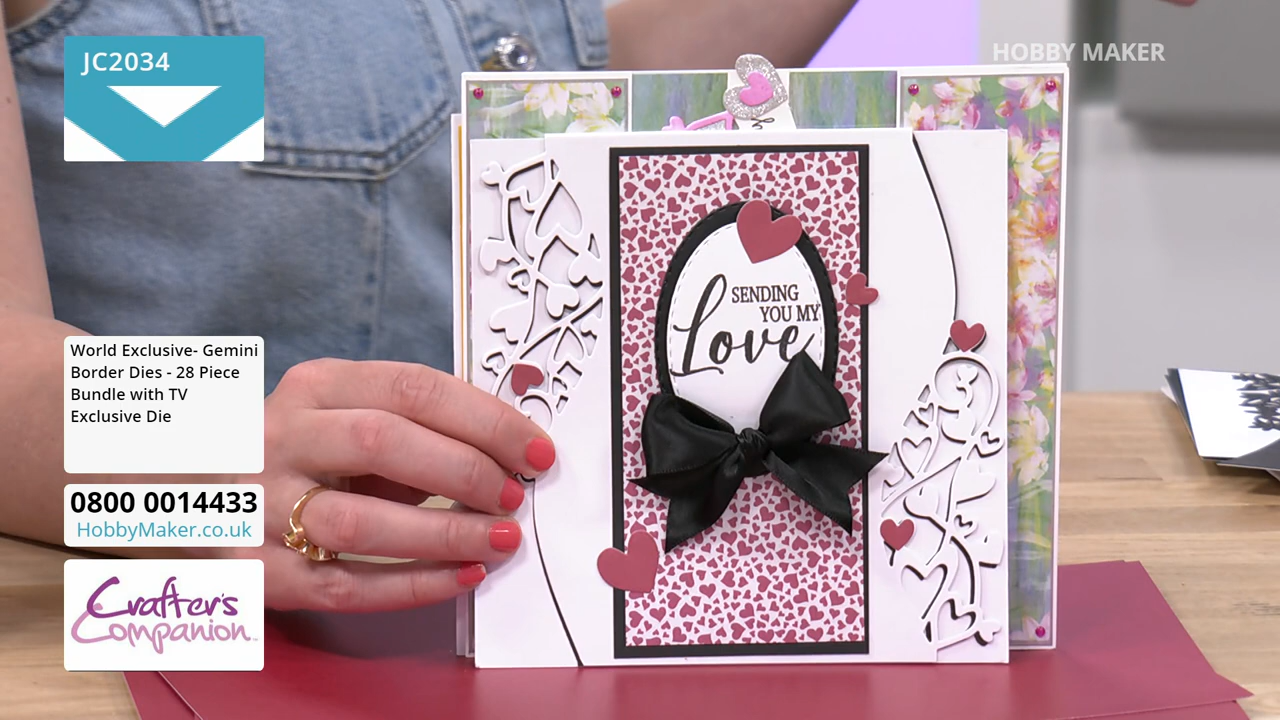 JC2034
HOBBY MAKER
World Exclusive- Gemini
Border Dies - 28 Piece
Bundle with TV
Exclusive Die
0800 0014433
HobbyMaker.co.uk
Crafter's
Companion
SENDING
YOU MY
Love